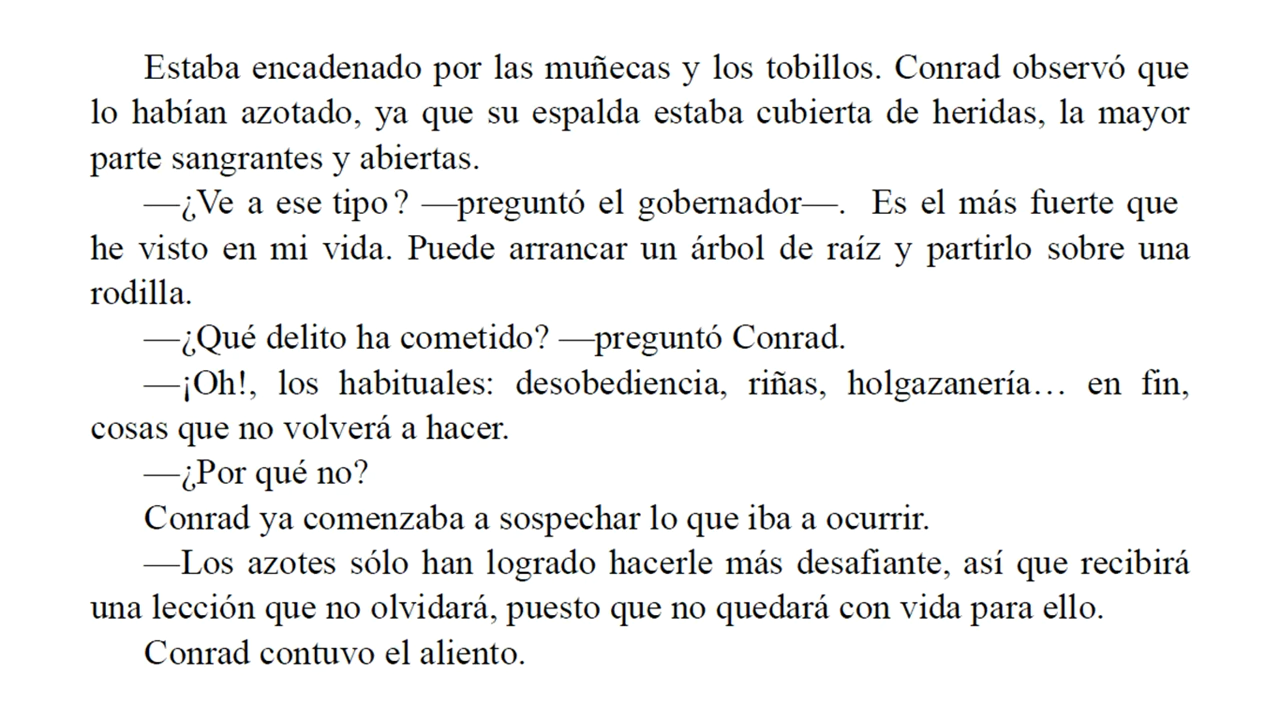 Estaba encadenado por las muñecas y los tobillos. Conrad observó que
lo habían azotado, ya que su espalda estaba cubierta de heridas, la mayor
parte sangrantes y abiertas.
—¿Ve a ese tipo? —preguntó el gobernador—. Es el más fuerte que
he visto en mi vida. Puede arrancar un árbol de raíz y partirlo sobre una
rodilla.
—¿Qué delito ha cometido? —preguntó Conrad.
—¡Oh!, los habituales: desobediencia, riñas, holgazanería… en fin,
cosas que no volverá a hacer.
—¿Por qué no?
Conrad ya comenzaba a sospechar lo que iba a ocurrir.
—Los azotes sólo han logrado hacerle más desafiante, así que recibirá
una lección que no olvidará, puesto que no quedará con vida para ello.
Conrad contuvo el aliento.